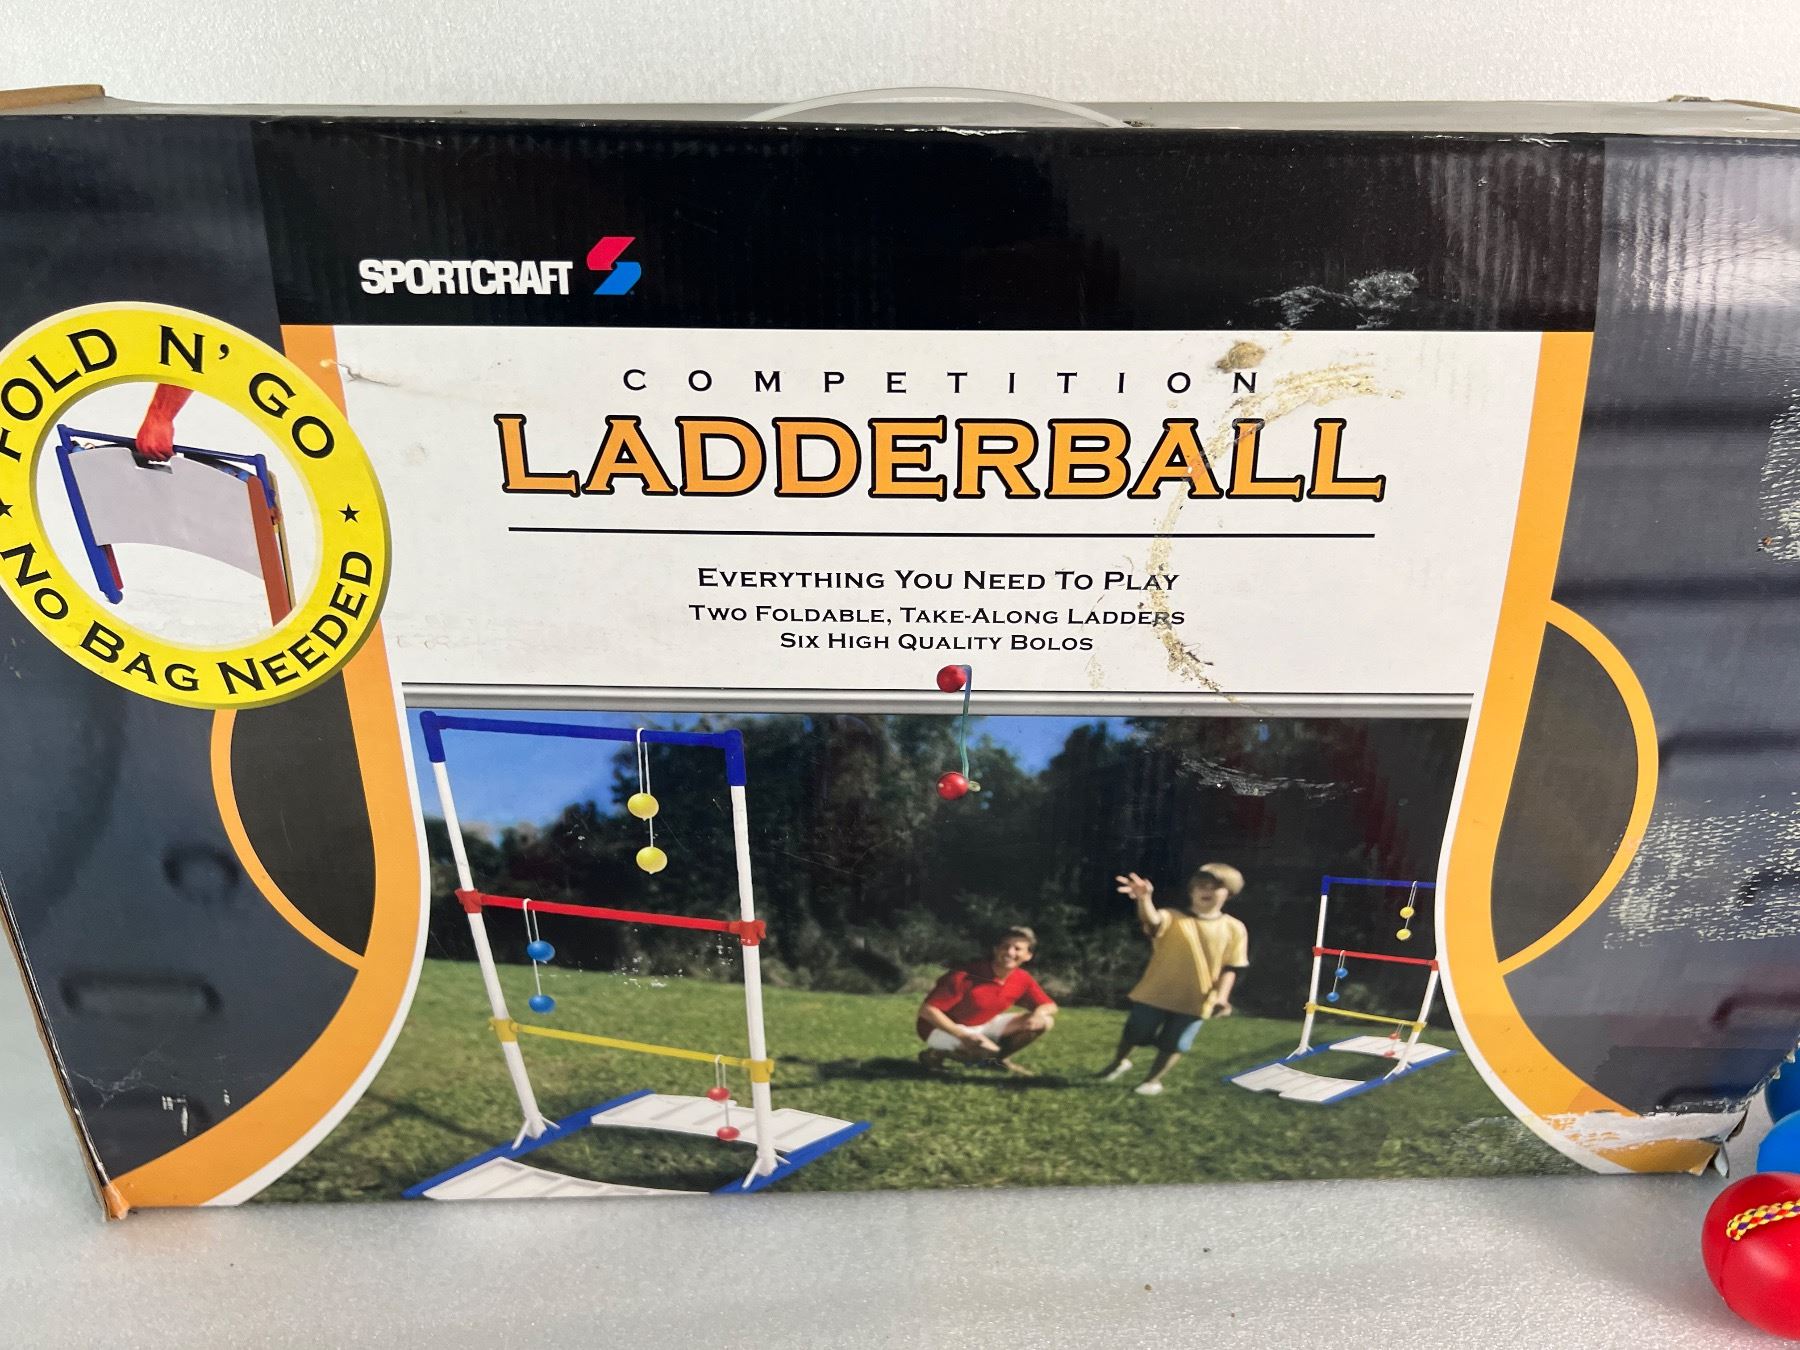 SPORTCRAFT
FOLD N' GO
NO BAG NEEDED
COMPETITION
LADDERBALL
EVERYTHING YOU NEED TO PLAY
TWO FOLDABLE, TAKE-ALONG LADDERS
SIX HIGH QUALITY BOLOS